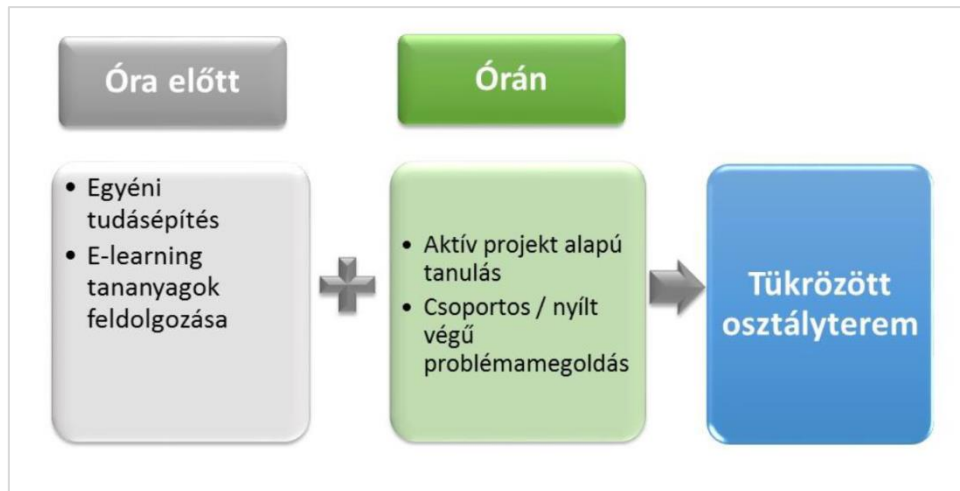 Óra előtt
Órán
• Egyéni
tudásépítés
• E-learning
tananyagok
feldolgozása
• Aktív projekt alapú
tanulás
• Csoportos / nyílt
végű
problémamegoldás
Tükrözött
osztályterem